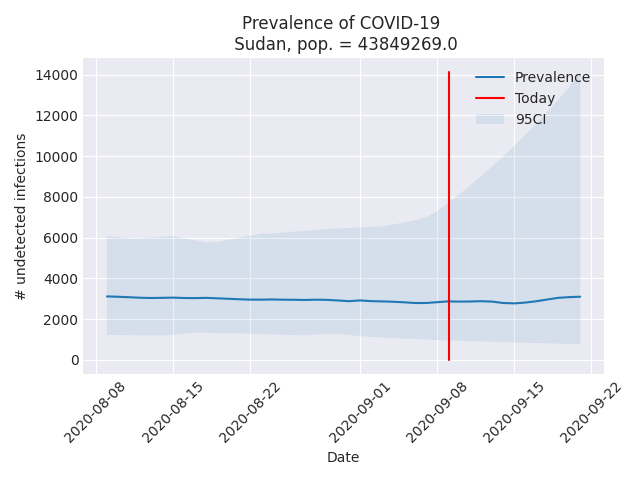 Prevalence of COVID-19
Sudan, pop. = 43849269.0
14000
12000
10000
8000
6000
4000
2000
0
# undetected infections
Prevalence
Today
95CI
2020-08-08
2020-08-15
2020-08-22
2020-09-01
2020-09-08
2020-09-15
2020-09-22
Date